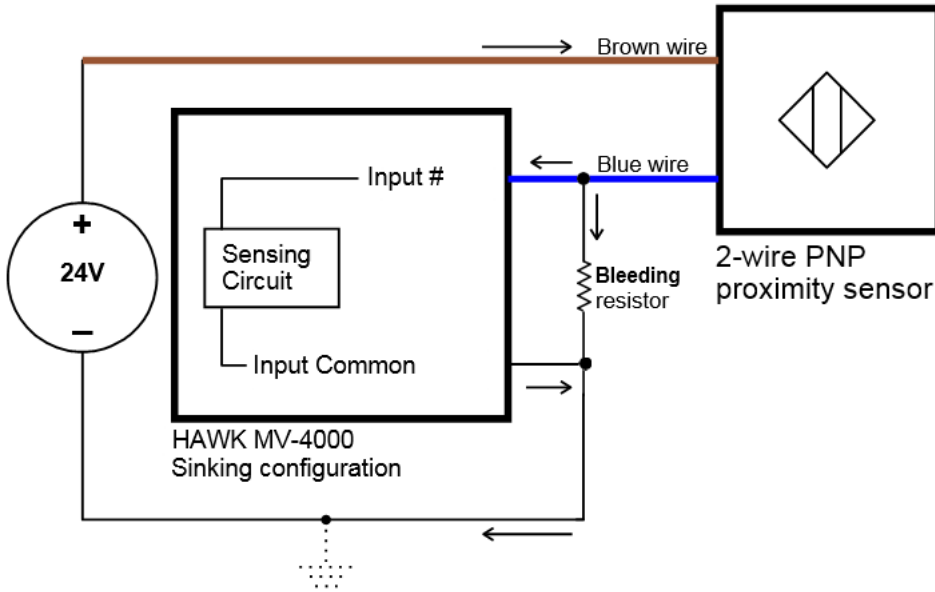 Brown wire
Blue wire
Input #
+
24V
−
Sensing
Circuit
Bleeding
resistor
2-wire PNP
proximity sensor
Input Common
HAWK MV-4000
Sinking configuration